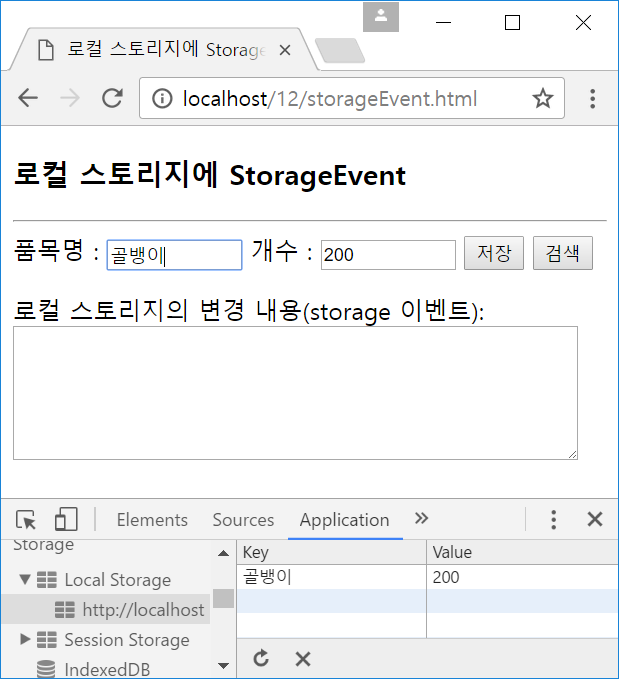 로컬 스토리지에 Storage
localhost/12/storageEvent.html
로컬 스토리지에 StorageEvent
품목명 : 골뱅이 개수 : 200 저장 검색
로컬 스토리지의 변경 내용(storage 이벤트):
Elements Sources Application
Storage
Local Storage
http://localhost
Session Storage
IndexedDB
Key Value
골뱅이 200